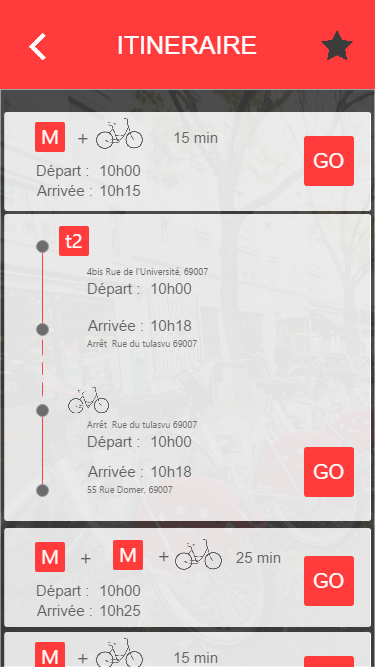 ITINERAIRE
M + 15 min
Départ : 10h00
Arrivée : 10h15
GO
t2
4bis Rue de l'Université, 69007
Départ : 10h00
Arrivée : 10h18
Arrêt Rue du tulasvu 69007
Arrêt Rue du tulasvu 69007
Départ : 10h00
Arrivée : 10h18
55 Rue Domer, 69007
GO
M + M + 25 min
Départ : 10h00
Arrivée : 10h25
GO
M + 15 min